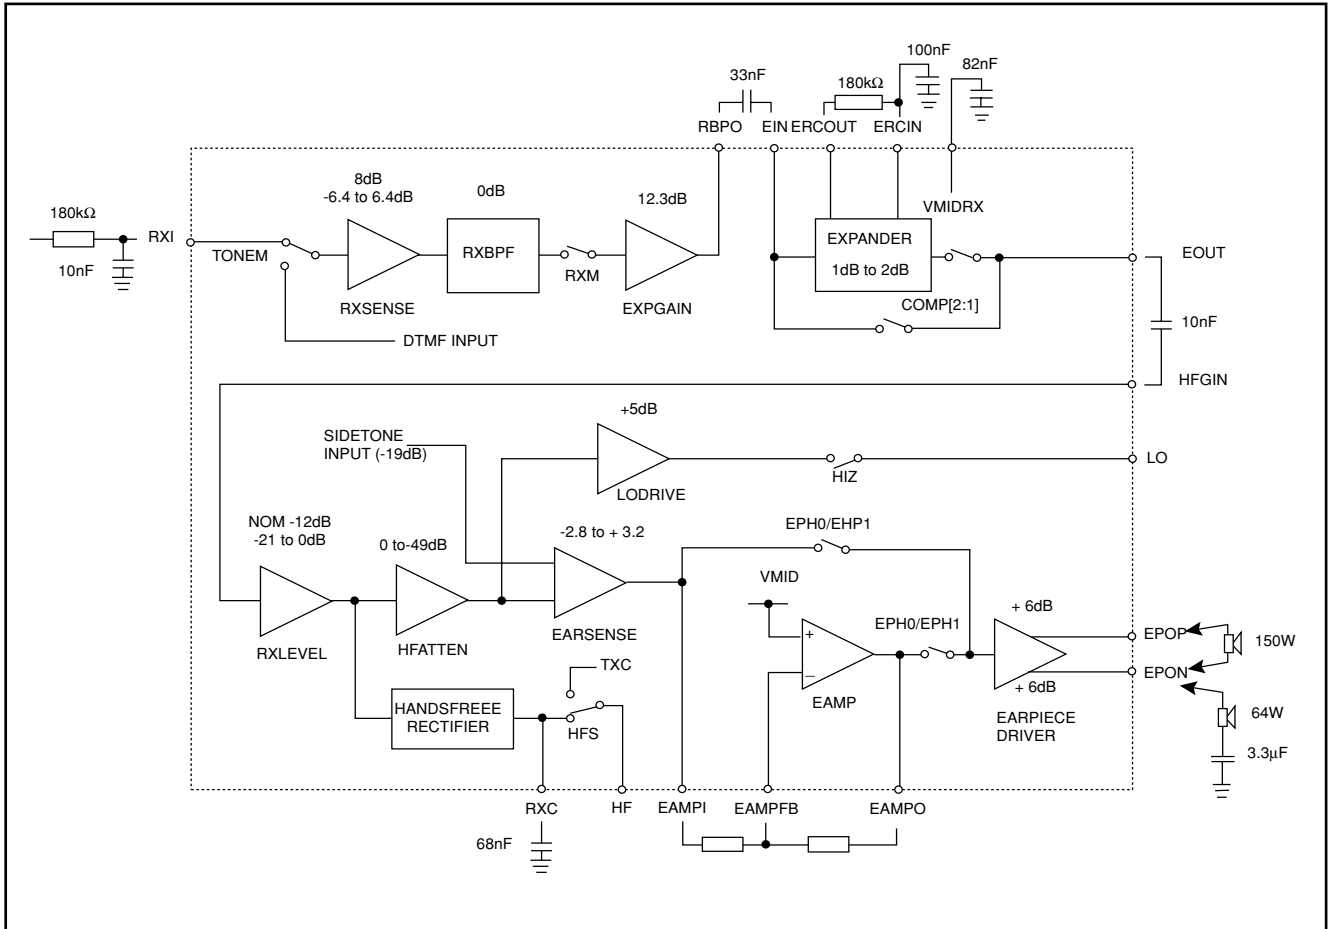 100nF
82nF
33nF
180kΩ
RBPO
EIN
ERCOUT
ERCIN
8dB
-6.4 to 6.4dB
0dB
12.3dB
VMIDRX
180kΩ
RXI
10nF
TONEM
RXBPF
RXM
EXPANDER
1dB to 2dB
EOUT
RXSENSE
EXPGAIN
COMP[2:1]
DTMF INPUT
10nF
HFGIN
+5dB
SIDETONE
INPUT (-19dB)
LODRIVE
HIZ
LO
NOM -12dB
-21 to 0dB
0 to-49dB
-2.8 to + 3.2
EPH0/EHP1
VMID
EPH0/EPH1
+ 6dB
+
–
EPOP
150W
EARSENSE
RXLEVEL
HFATTEN
TXC
EAMP
+ 6dB
EPON
HANDSFREEE
RECTIFIER
HFS
EARPIECE
DRIVER
64W
3.3μF
RXC
HF
EAMPI
EAMPFB
EAMPO
68nF